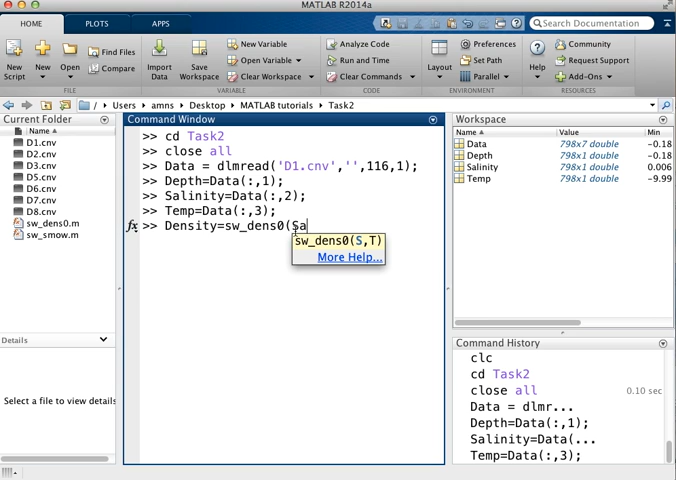 MATLAB R2014a
HOME
PLOTS
APPS
Search Documentation
New Script
New
Open
Find Files
Compare
Import Data
Save Workspace
New Variable
Open Variable
Clear Workspace
Analyze Code
Run and Time
Clear Commands
Layout
Preferences
Set Path
Parallel
Help
Community
Request Support
Add-Ons
FILE
VARIABLE
CODE
ENVIRONMENT
RESOURCES
/ Users amns Desktop MATLAB tutorials Task2
Current Folder
Name
D1.cnv
D2.cnv
D3.cnv
D5.cnv
D6.cnv
D7.cnv
D8.cnv
sw_dens0.m
sw_smow.m
Details
Select a file to view details
Command Window
>> cd Task2
>> close all
>> Data = dlmread('D1.cnv','',116,1);
>> Depth=Data(:,1);
>> Salinity=Data(:,2);
>> Temp=Data(:,3);
fx >> Density=sw_dens0(Sa
sw_dens0(S,T)
More Help...
Workspace
Name Value Min
Data 798x7 double -0.18
Depth 798x1 double -0.18
Salinity 798x1 double 0.006
Temp 798x1 double -9.99
Command History
clc
cd Task2
close all 0.10 sec
Data = dlmr...
Depth=Data(:,1);
Salinity=Data(...
Temp=Data(:,3);